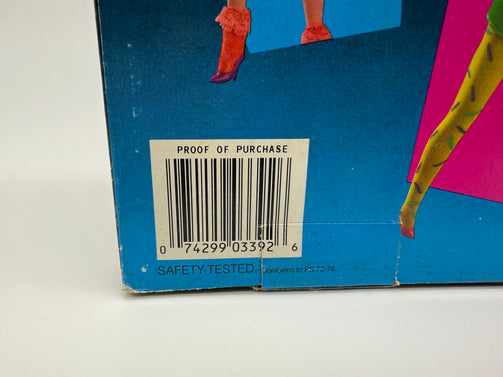 PROOF OF PURCHASE
0 74299 03392 6
SAFETY-TESTED. Conforms to PS 72-76.